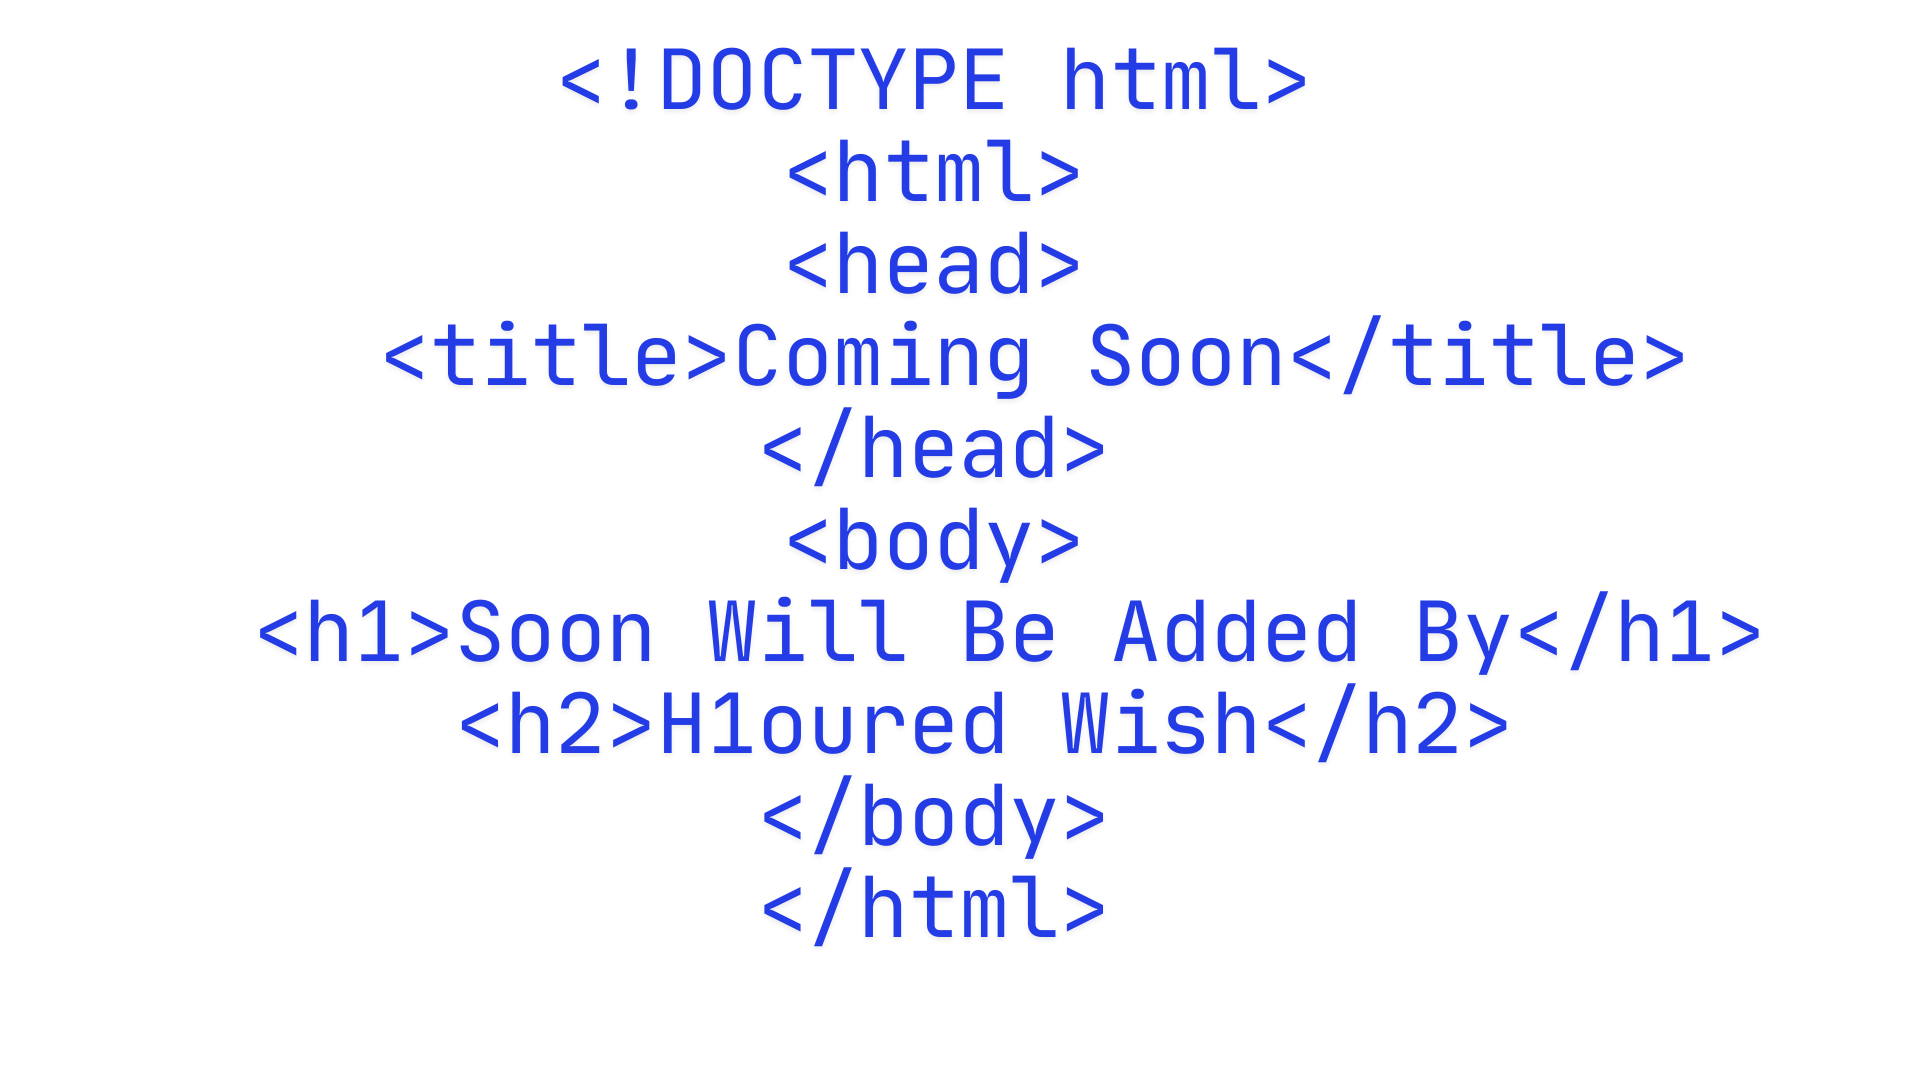 <!DOCTYPE html>
<html>
<head>
<title>Coming Soon</title>
</head>
<body>
<h1>Soon Will Be Added By</h1>
<h2>H1oured Wish</h2>
</body>
</html>